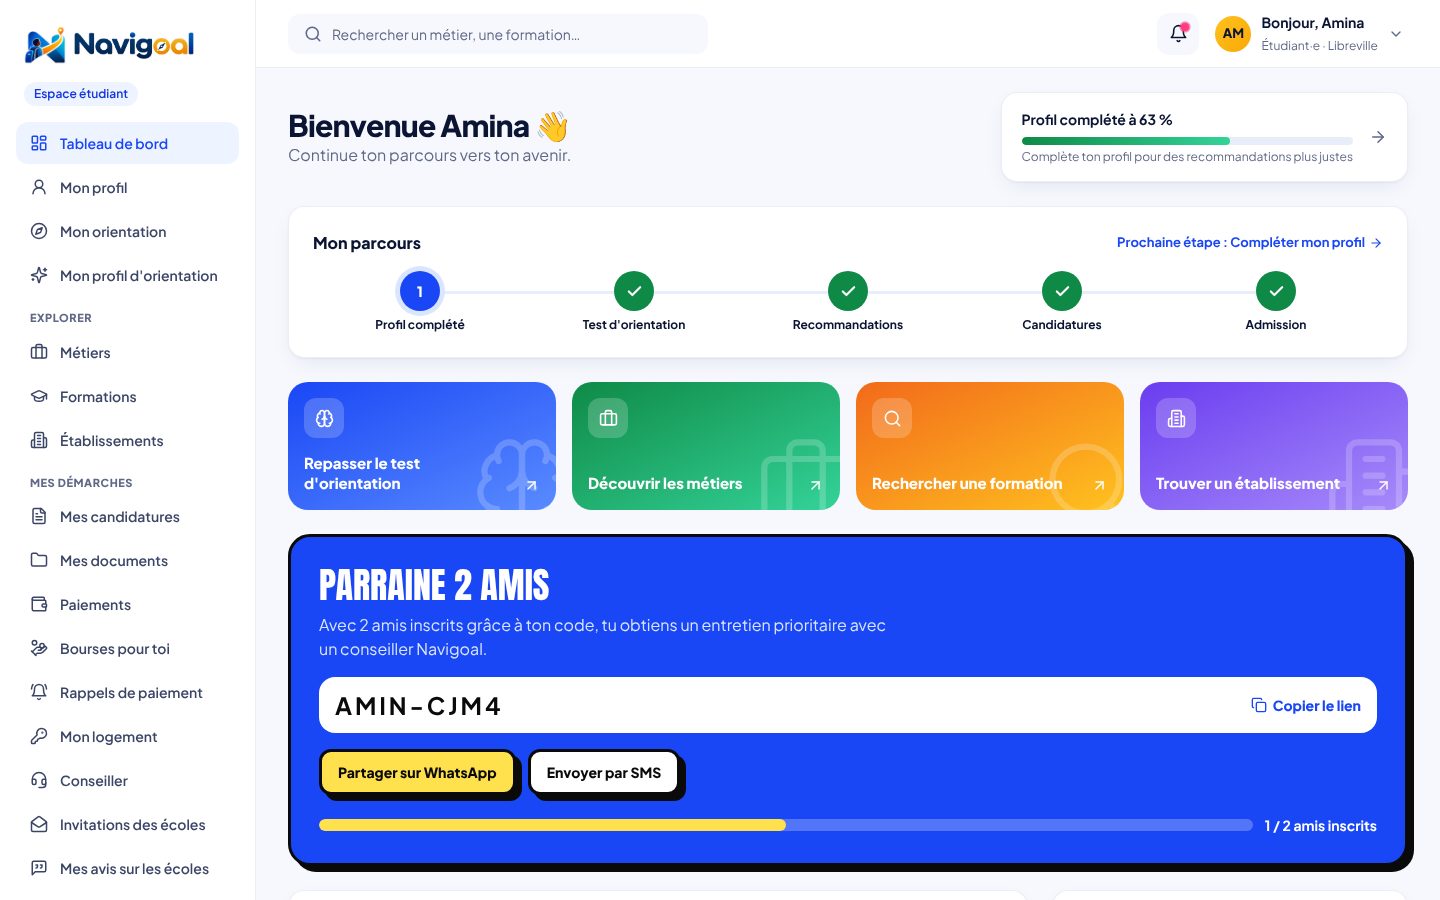 Navigoal
Espace étudiant
Tableau de bord
Mon profil
Mon orientation
Mon profil d'orientation
EXPLORER
Métiers
Formations
Établissements
MES DÉMARCHES
Mes candidatures
Mes documents
Paiements
Bourses pour toi
Rappels de paiement
Mon logement
Conseiller
Invitations des écoles
Mes avis sur les écoles
Rechercher un métier, une formation…
AM
Bonjour, Amina
Étudiant·e · Libreville
Bienvenue Amina 👋
Continue ton parcours vers ton avenir.
Profil complété à 63 %
Complète ton profil pour des recommandations plus justes
Mon parcours
Prochaine étape : Compléter mon profil
1
Profil complété
Test d'orientation
Recommandations
Candidatures
Admission
Repasser le test
d'orientation
Découvrir les métiers
Rechercher une formation
Trouver un établissement
PARRAINE 2 AMIS
Avec 2 amis inscrits grâce à ton code, tu obtiens un entretien prioritaire avec
un conseiller Navigoal.
AMIN-CJM4
Copier le lien
Partager sur WhatsApp
Envoyer par SMS
1 / 2 amis inscrits